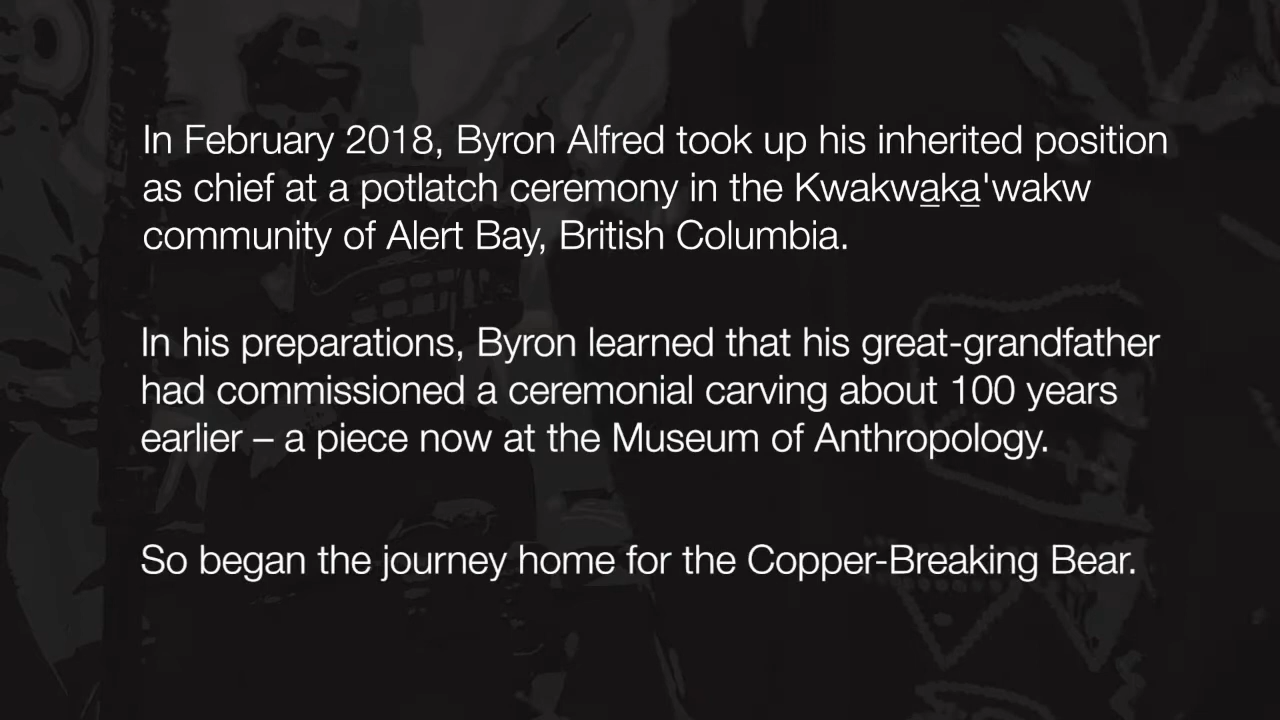 In February 2018, Byron Alfred took up his inherited position
as chief at a potlatch ceremony in the Kwakwa̱ka̱'wakw
community of Alert Bay, British Columbia.
In his preparations, Byron learned that his great-grandfather
had commissioned a ceremonial carving about 100 years
earlier – a piece now at the Museum of Anthropology.
So began the journey home for the Copper-Breaking Bear.